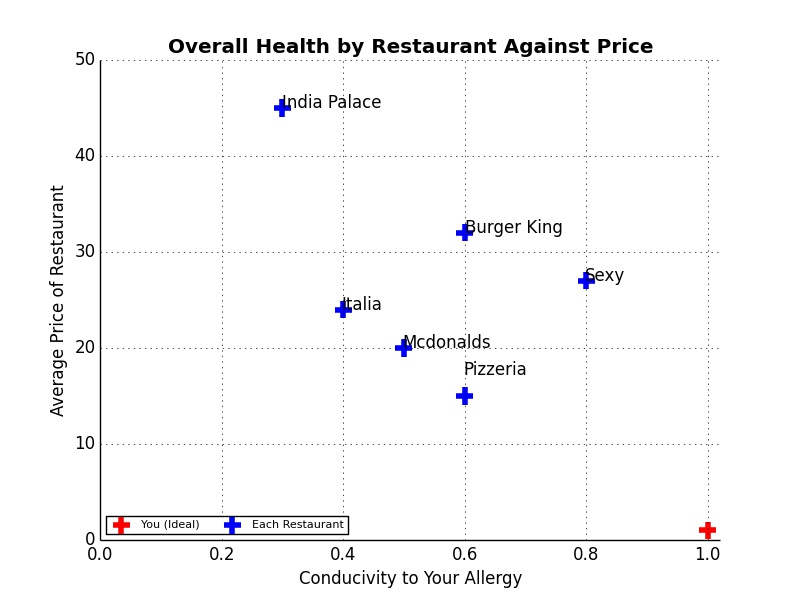 Overall Health by Restaurant Against Price
50
India Palace
40
Burger King
30
Sexy
Italia
20
Mcdonalds
Pizzeria
10
0
You (Ideal) Each Restaurant
0.0 0.2 0.4 0.6 0.8 1.0
Conducivity to Your Allergy
Average Price of Restaurant